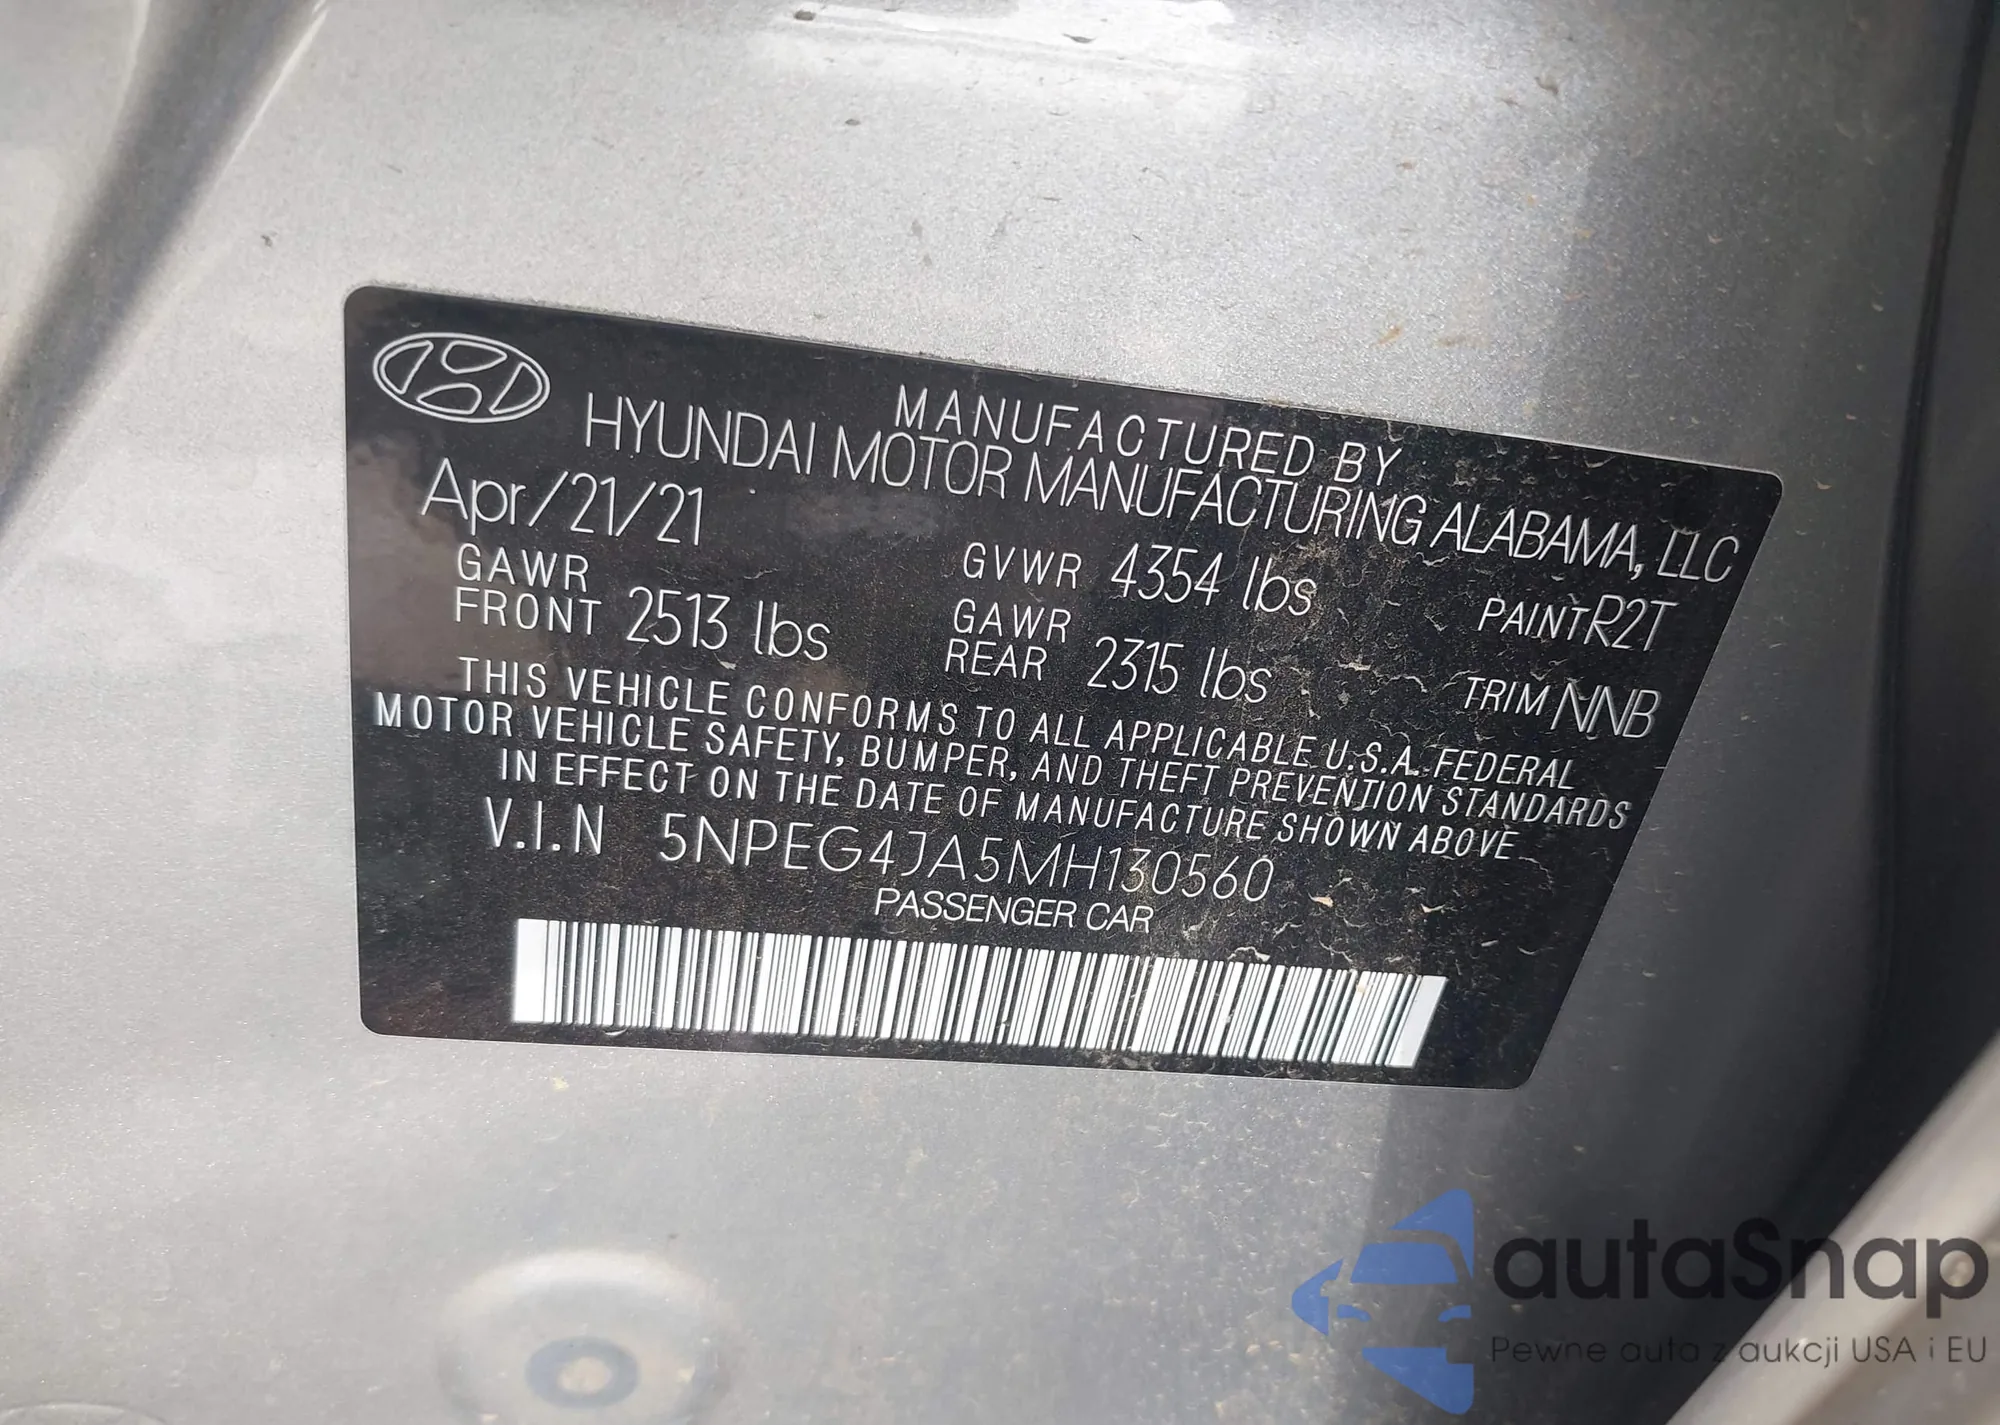 MANUFACTURED BY
HYUNDAI MOTOR MANUFACTURING ALABAMA, LLC
Apr/21/21
GVWR 4354 lbs
PAINT R2T
GAWR FRONT 2513 lbs
GAWR REAR 2315 lbs
TRIM NNB
THIS VEHICLE CONFORMS TO ALL APPLICABLE U.S.A. FEDERAL
MOTOR VEHICLE SAFETY, BUMPER, AND THEFT PREVENTION STANDARDS
IN EFFECT ON THE DATE OF MANUFACTURE SHOWN ABOVE
V.I.N 5NPEG4JA5MH130560
PASSENGER CAR
autaSnap
Pewne auta z aukcji USA i EU